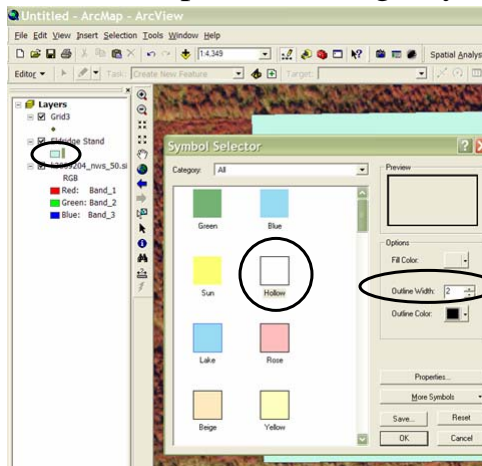 Untitled - ArcMap - ArcView
File Edit View Insert Selection Tools Window Help
1:4,349
Spatial Analys
Editor
Task: Create New Feature
Target:
Layers
Grid3
Eldridge Stand
_nws_50.si
RGB
Red: Band_1
Green: Band_2
Blue: Band_3
Symbol Selector
Category: All
Preview
Green
Blue
Sun
Hollow
Lake
Rose
Beige
Yellow
Options
Fill Color:
Outline Width: 2
Outline Color:
Properties...
More Symbols
Save...
Reset
OK
Cancel